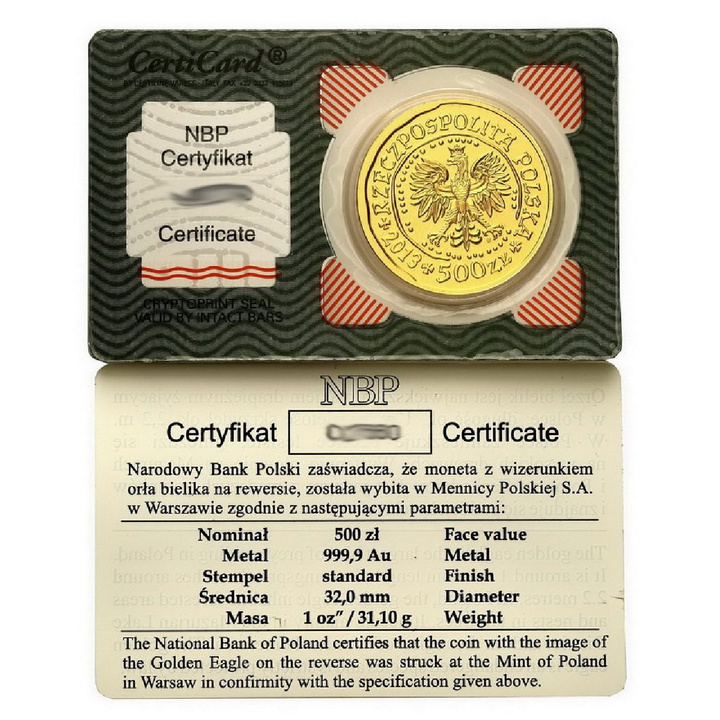 CertiCard®
NBP
Certyfikat
Certificate
CRYPTOPRINT SEAL
VALID BY INTACT BARS
RZECZPOSPOLITA POLSKA
2013 500 ZŁ
NBP
Certyfikat Certificate
Narodowy Bank Polski zaświadcza, że moneta z wizerunkiem
orła bielika na rewersie, została wybita w Mennicy Polskiej S.A.
w Warszawie zgodnie z następującymi parametrami:
Nominał 500 zł Face value
Metal 999,9 Au Metal
Stempel standard Finish
Średnica 32,0 mm Diameter
Masa 1 oz" / 31,10 g Weight
The National Bank of Poland certifies that the coin with the image of
the Golden Eagle on the reverse was struck at the Mint of Poland
in Warsaw in confirmity with the specification given above.